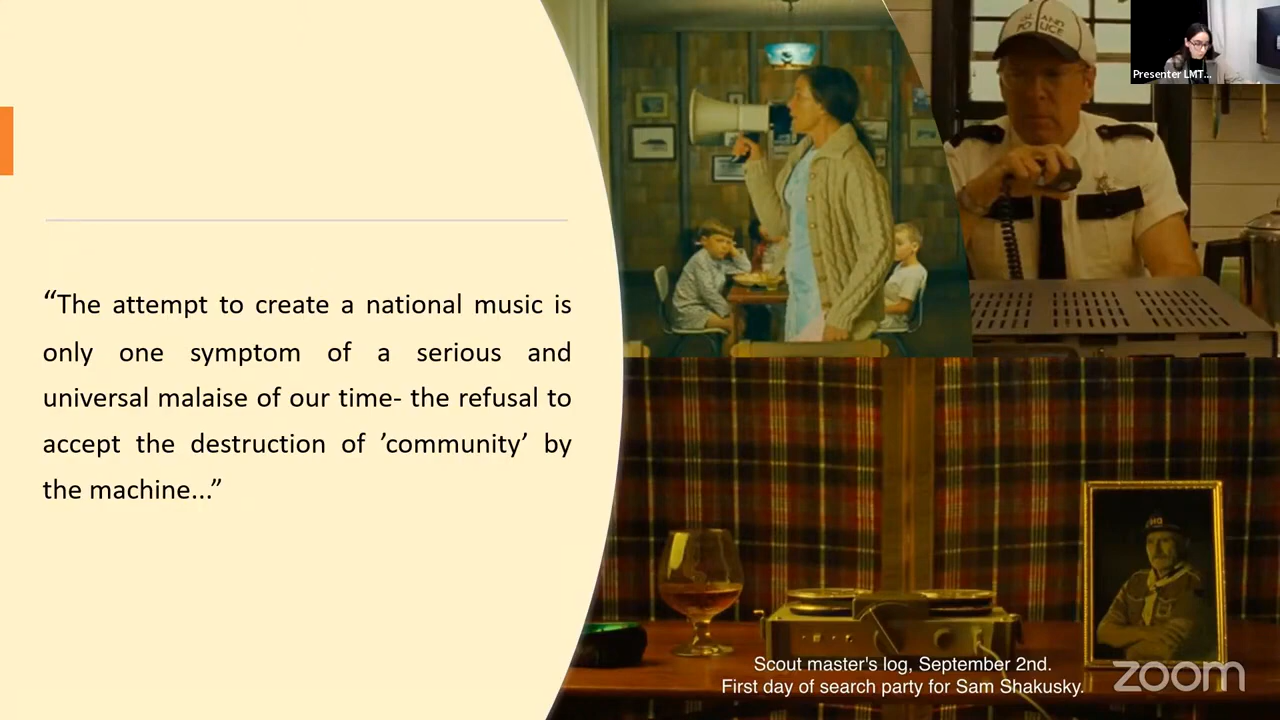 “The attempt to create a national music is
only one symptom of a serious and
universal malaise of our time- the refusal to
accept the destruction of ’community’ by
the machine...”
ISLAND
POLICE
Presenter LMT...
Scout master's log, September 2nd.
First day of search party for Sam Shakusky.
zoom